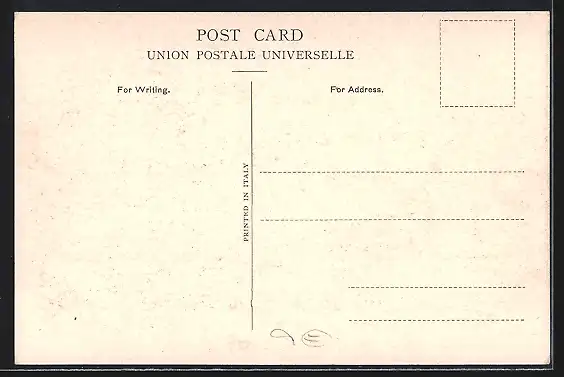 POST CARD
UNION POSTALE UNIVERSELLE
For Writing.
For Address.
PRINTED IN ITALY